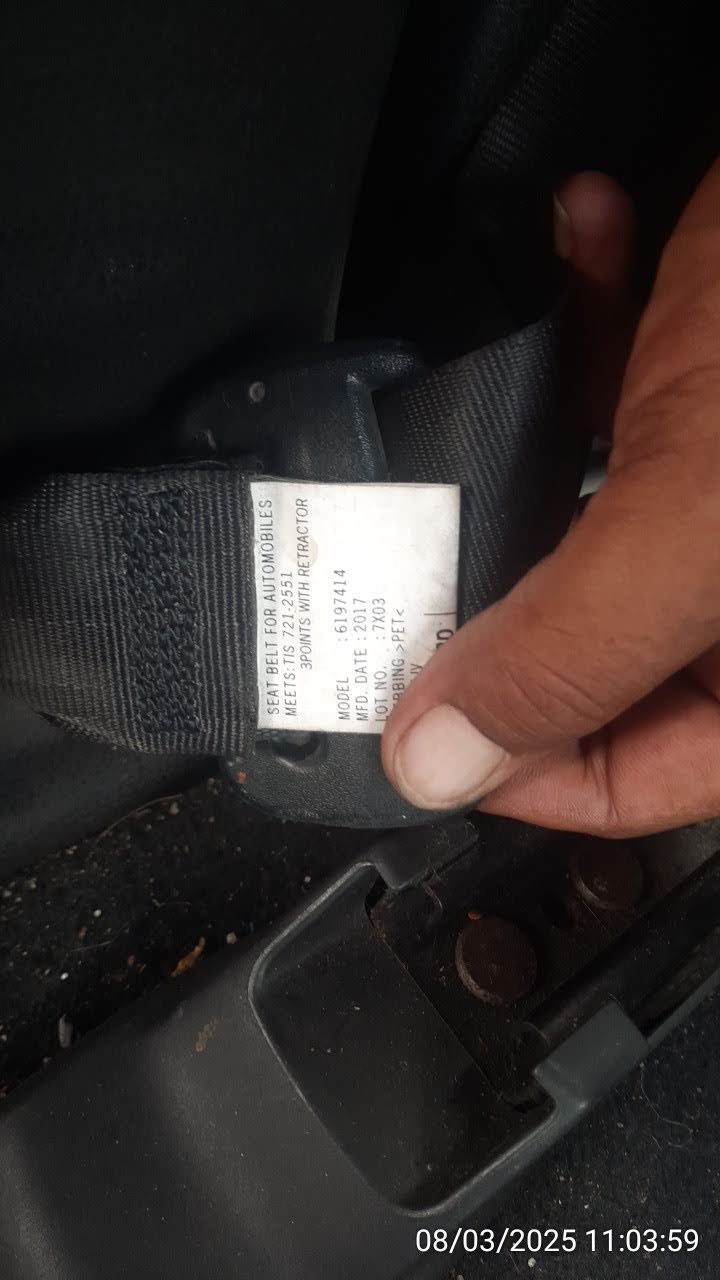 SEAT BELT FOR AUTOMOBILES
MEETS:TIS 721-2551
3POINTS WITH RETRACTOR
MODEL :6197414
MFD. DATE :2017
LOT NO. :7X03
>PET<
08/03/2025 11:03:59